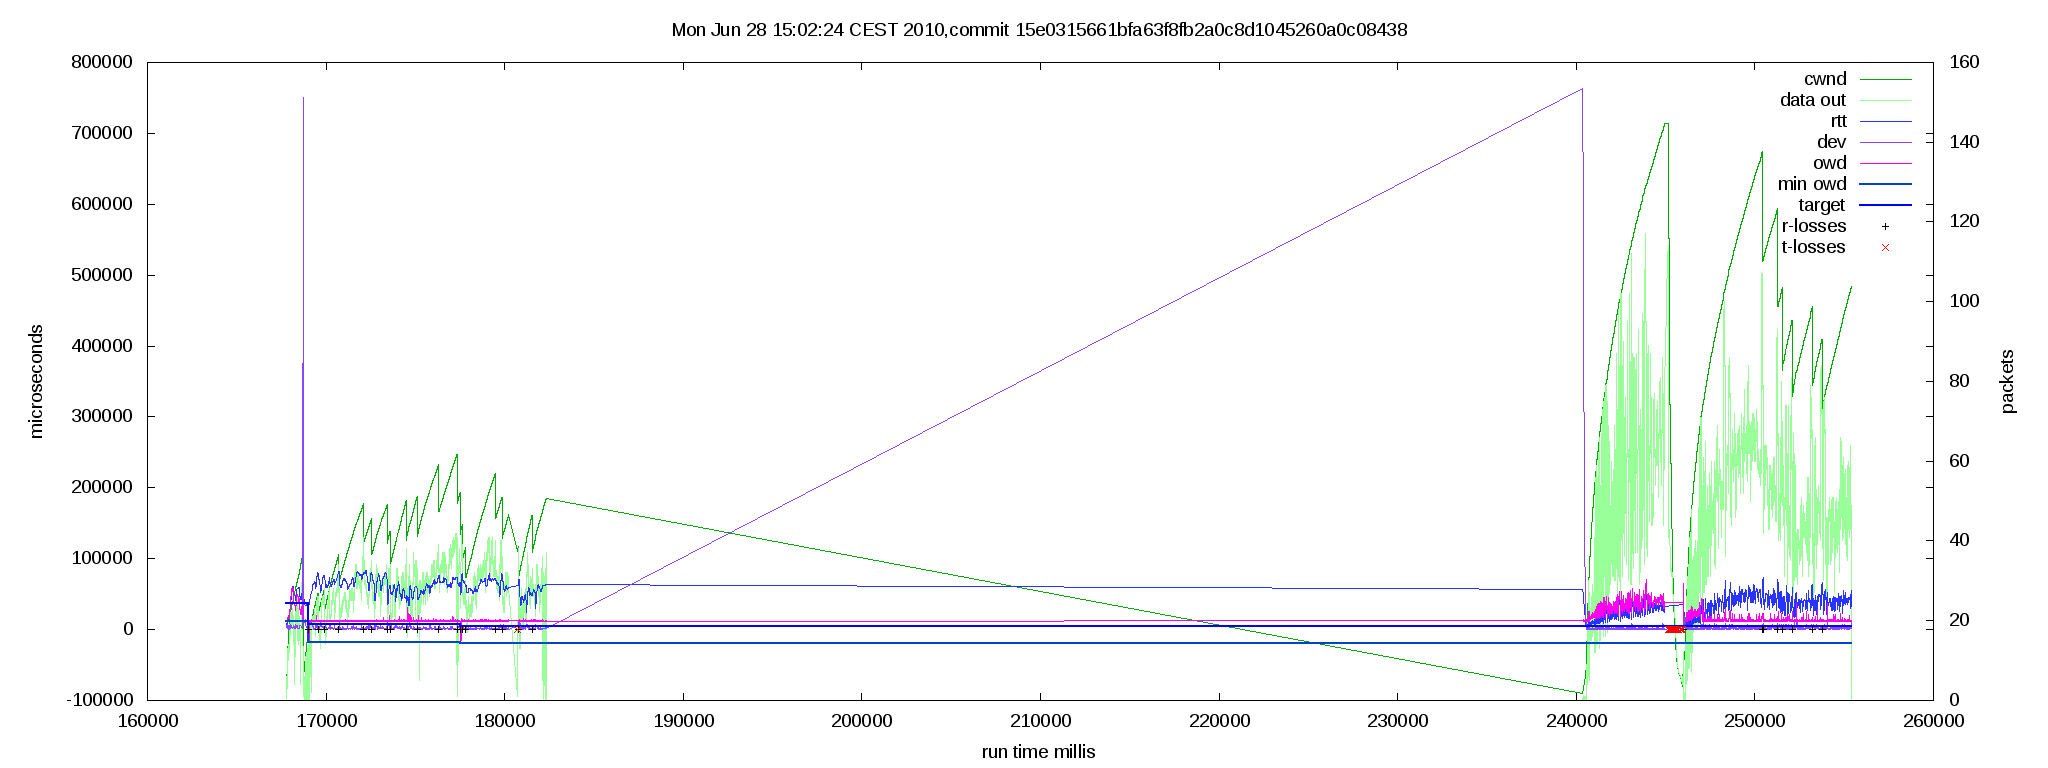 Mon Jun 28 15:02:24 CEST 2010,commit 15e0315661bfa63f8fb2a0c8d1045260a0c08438
800000
700000
600000
500000
400000
300000
200000
100000
0
-100000
microseconds
160
140
120
100
80
60
40
20
0
packets
cwnd
data out
rtt
dev
owd
min owd
target
r-losses
t-losses
160000 170000 180000 190000 200000 210000 220000 230000 240000 250000 260000
run time millis